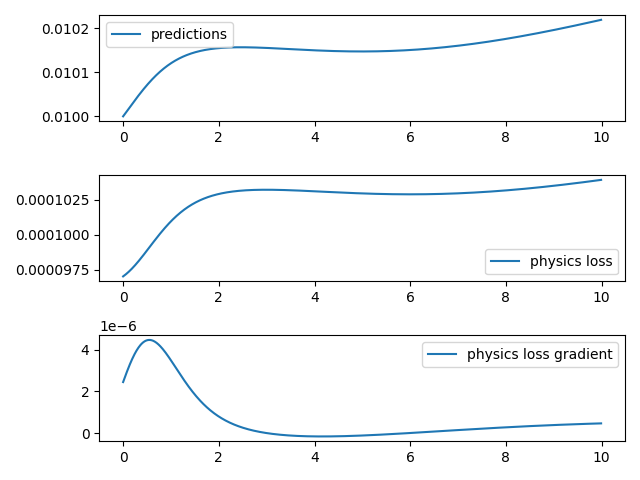 0.0102
0.0101
0.0100
predictions
0 2 4 6 8 10
0.0001025
0.0001000
0.0000975
physics loss
0 2 4 6 8 10
1e−6
4
2
0
physics loss gradient
0 2 4 6 8 10